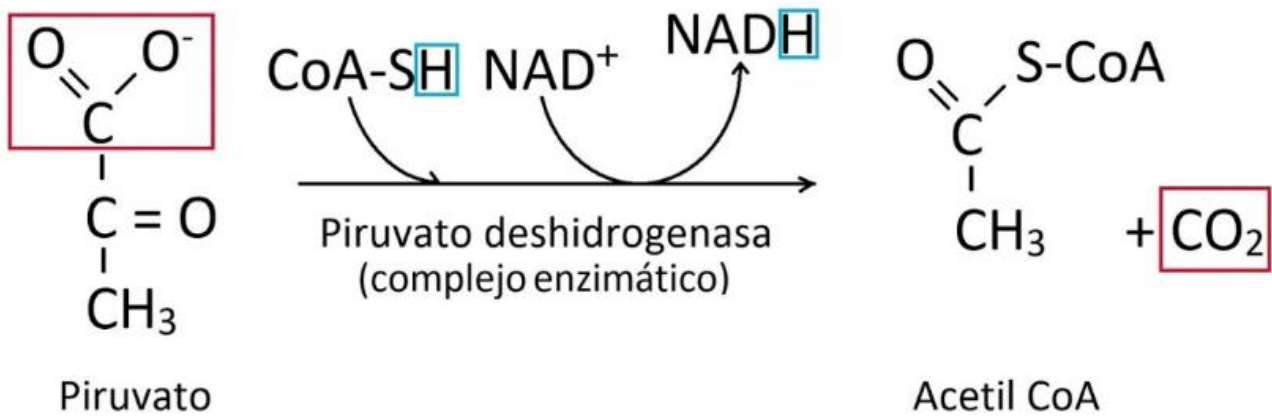 O O⁻
C
C = O
CH₃
Piruvato
CoA-SH NAD⁺ NADH
Piruvato deshidrogenasa
(complejo enzimático)
O S-CoA
C
CH₃ + CO₂
Acetil CoA